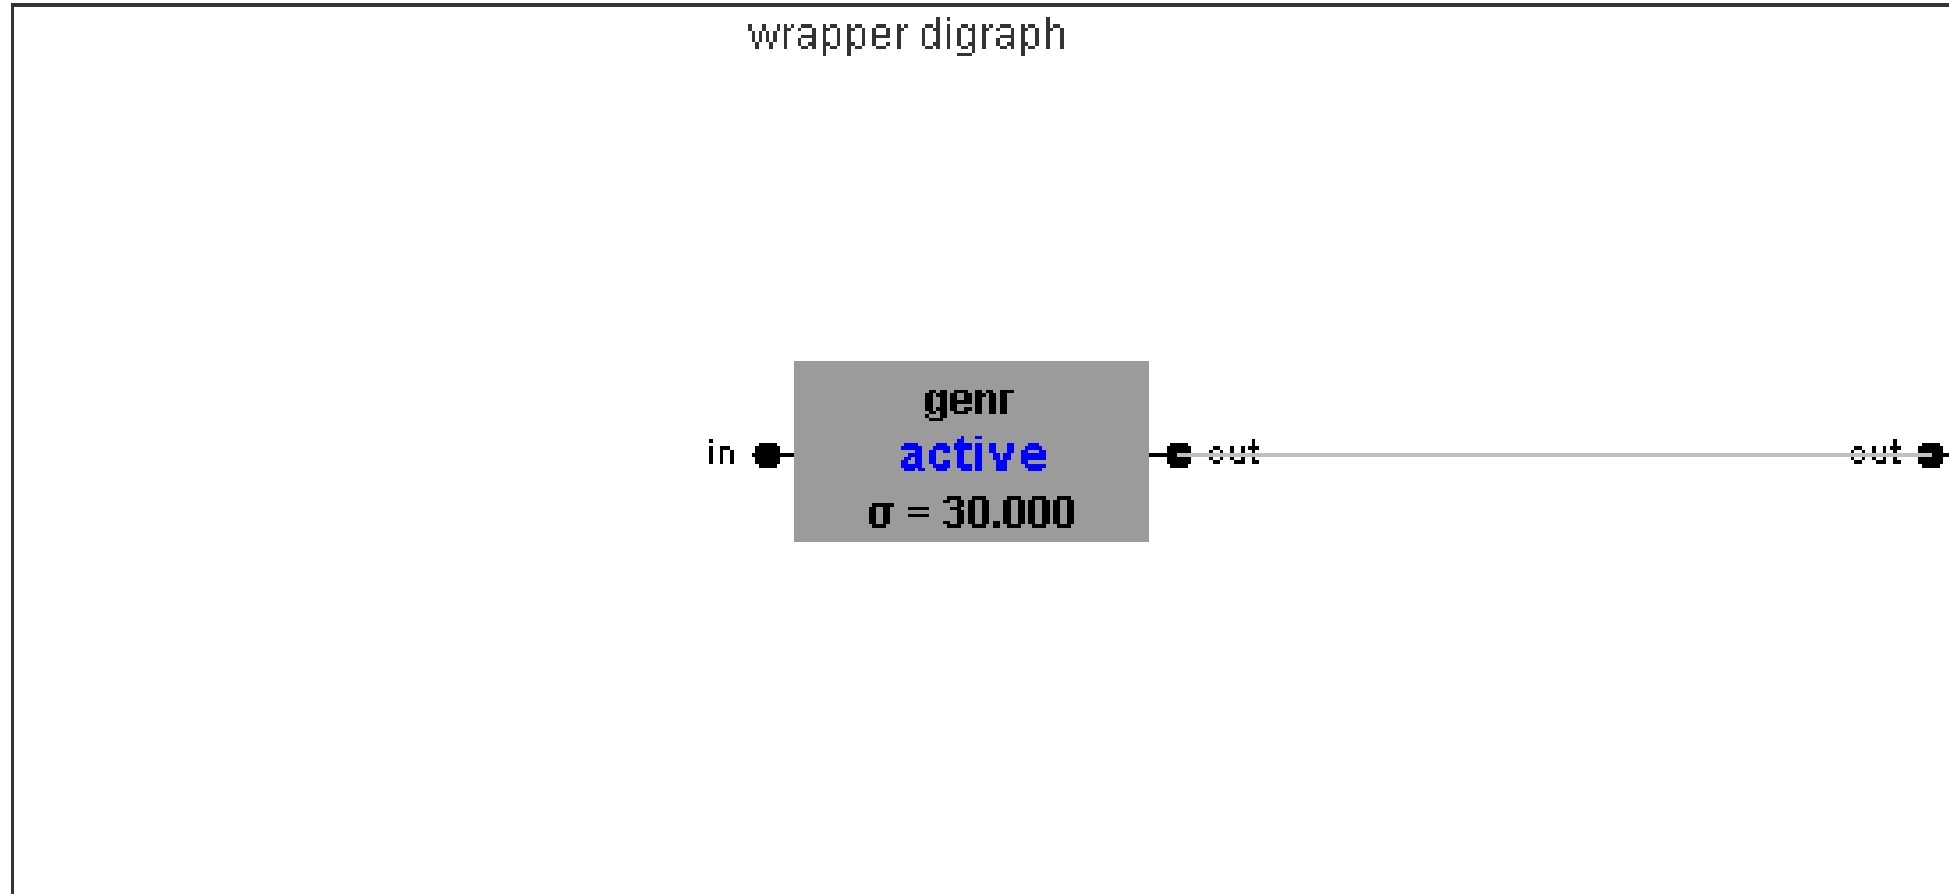 wrapper digraph
genr
in active out out
σ = 30.000